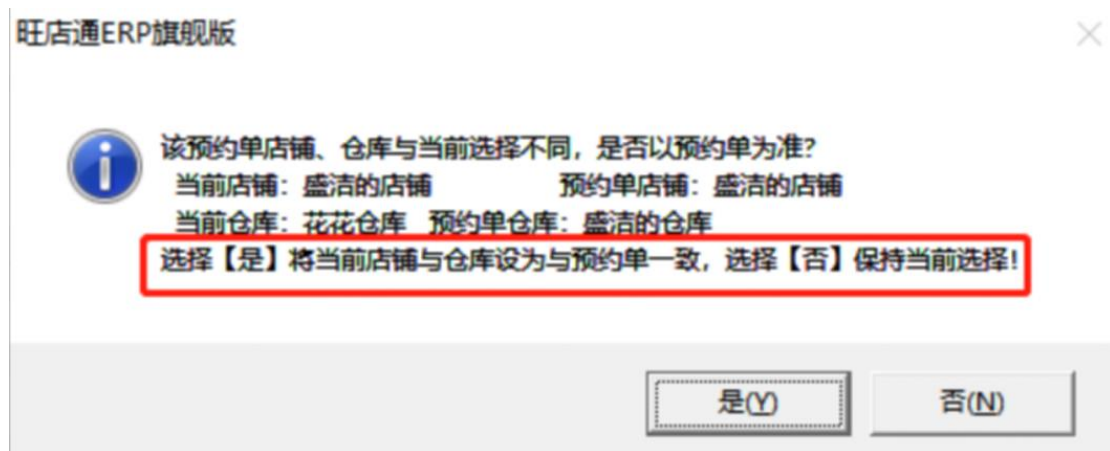 旺店通ERP旗舰版
该预约单店铺、仓库与当前选择不同，是否以预约单为准?
当前店铺：盛洁的店铺 预约单店铺：盛洁的店铺
当前仓库：花花仓库 预约单仓库：盛洁的仓库
选择【是】将当前店铺与仓库设为与预约单一致，选择【否】保持当前选择!
是(Y) 否(N)